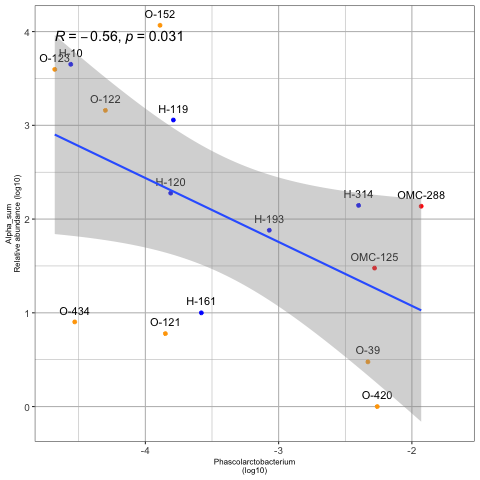 O-152
4
R = −0.56, p = 0.031
H-10
O-123
O-122
H-119
3
H-120
H-314
OMC-288
2
H-193
OMC-125
O-434
H-161
O-121
1
O-39
O-420
0
Alpha_sum
Relative abundance (log10)
-4
-3
-2
Phascolarctobacterium
(log10)